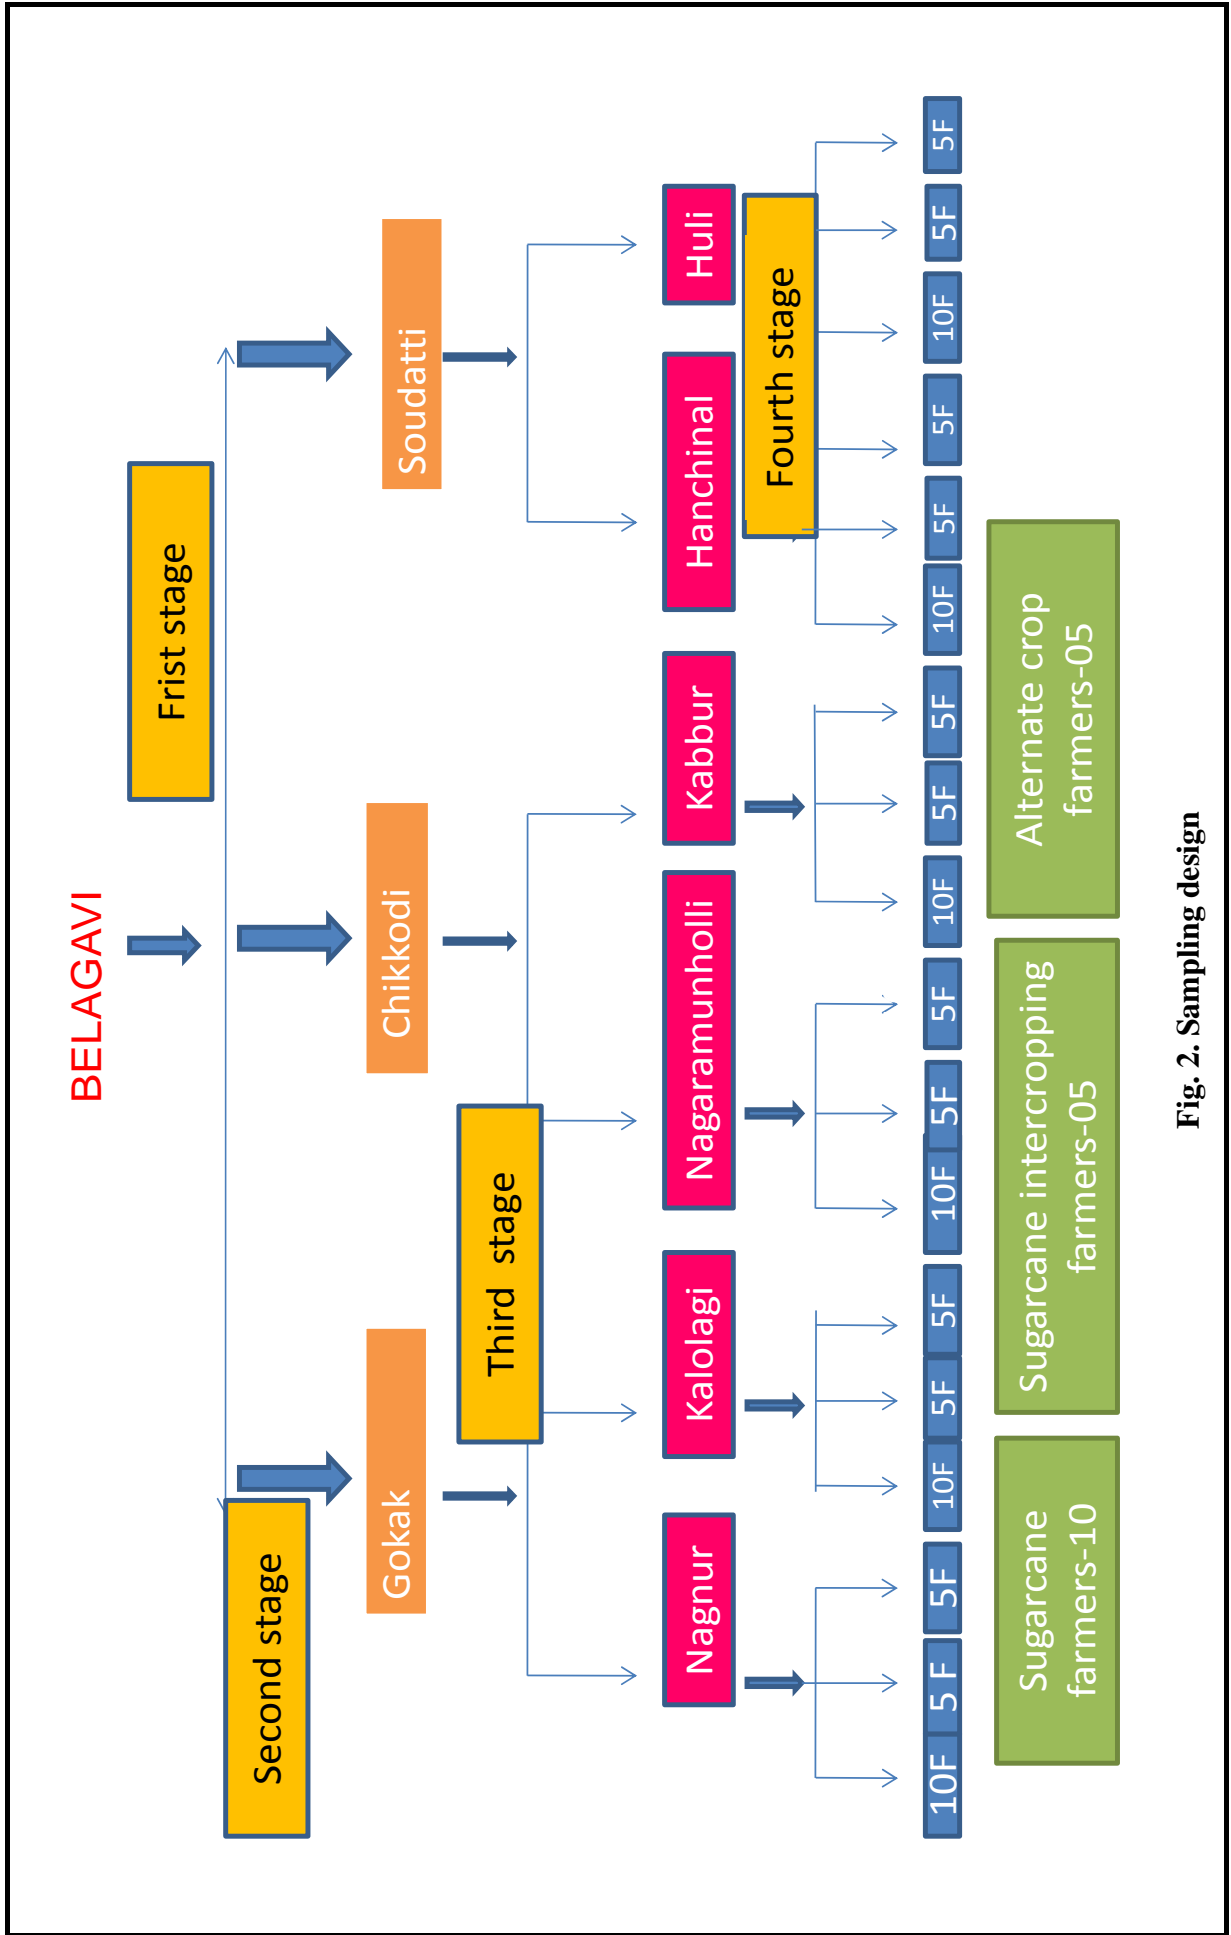 BELAGAVI
Frist stage
Second stage
Gokak
Chikkodi
Soudatti
Third  stage
Nagnur
Kalolagi
Nagaramunholli
Kabbur
Hanchinal
Huli
Fourth stage
10F
5 F
5F
10F
5F
5F
10F
5F
5F
10F
5F
5F
10F
5F
5F
10F
5F
5F
Sugarcane
farmers-10
Sugarcane intercropping
farmers-05
Alternate crop
farmers-05
Fig. 2. Sampling design